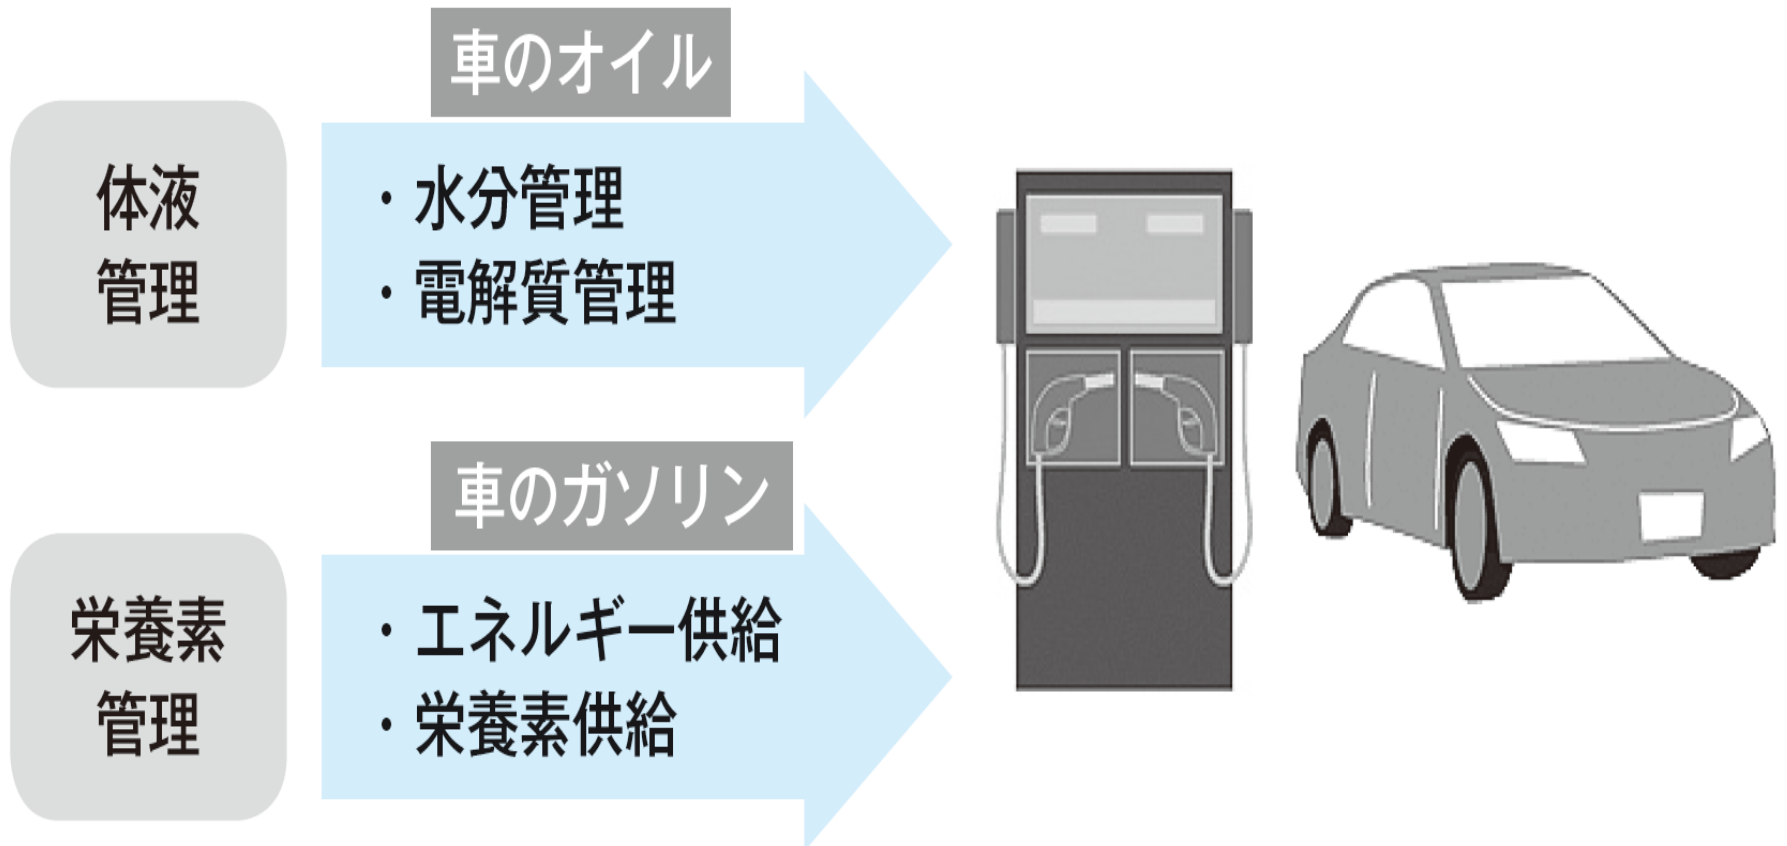 車のオイル
体液
管理
・水分管理
・電解質管理
車のガソリン
栄養素
管理
・エネルギー供給
・栄養素供給